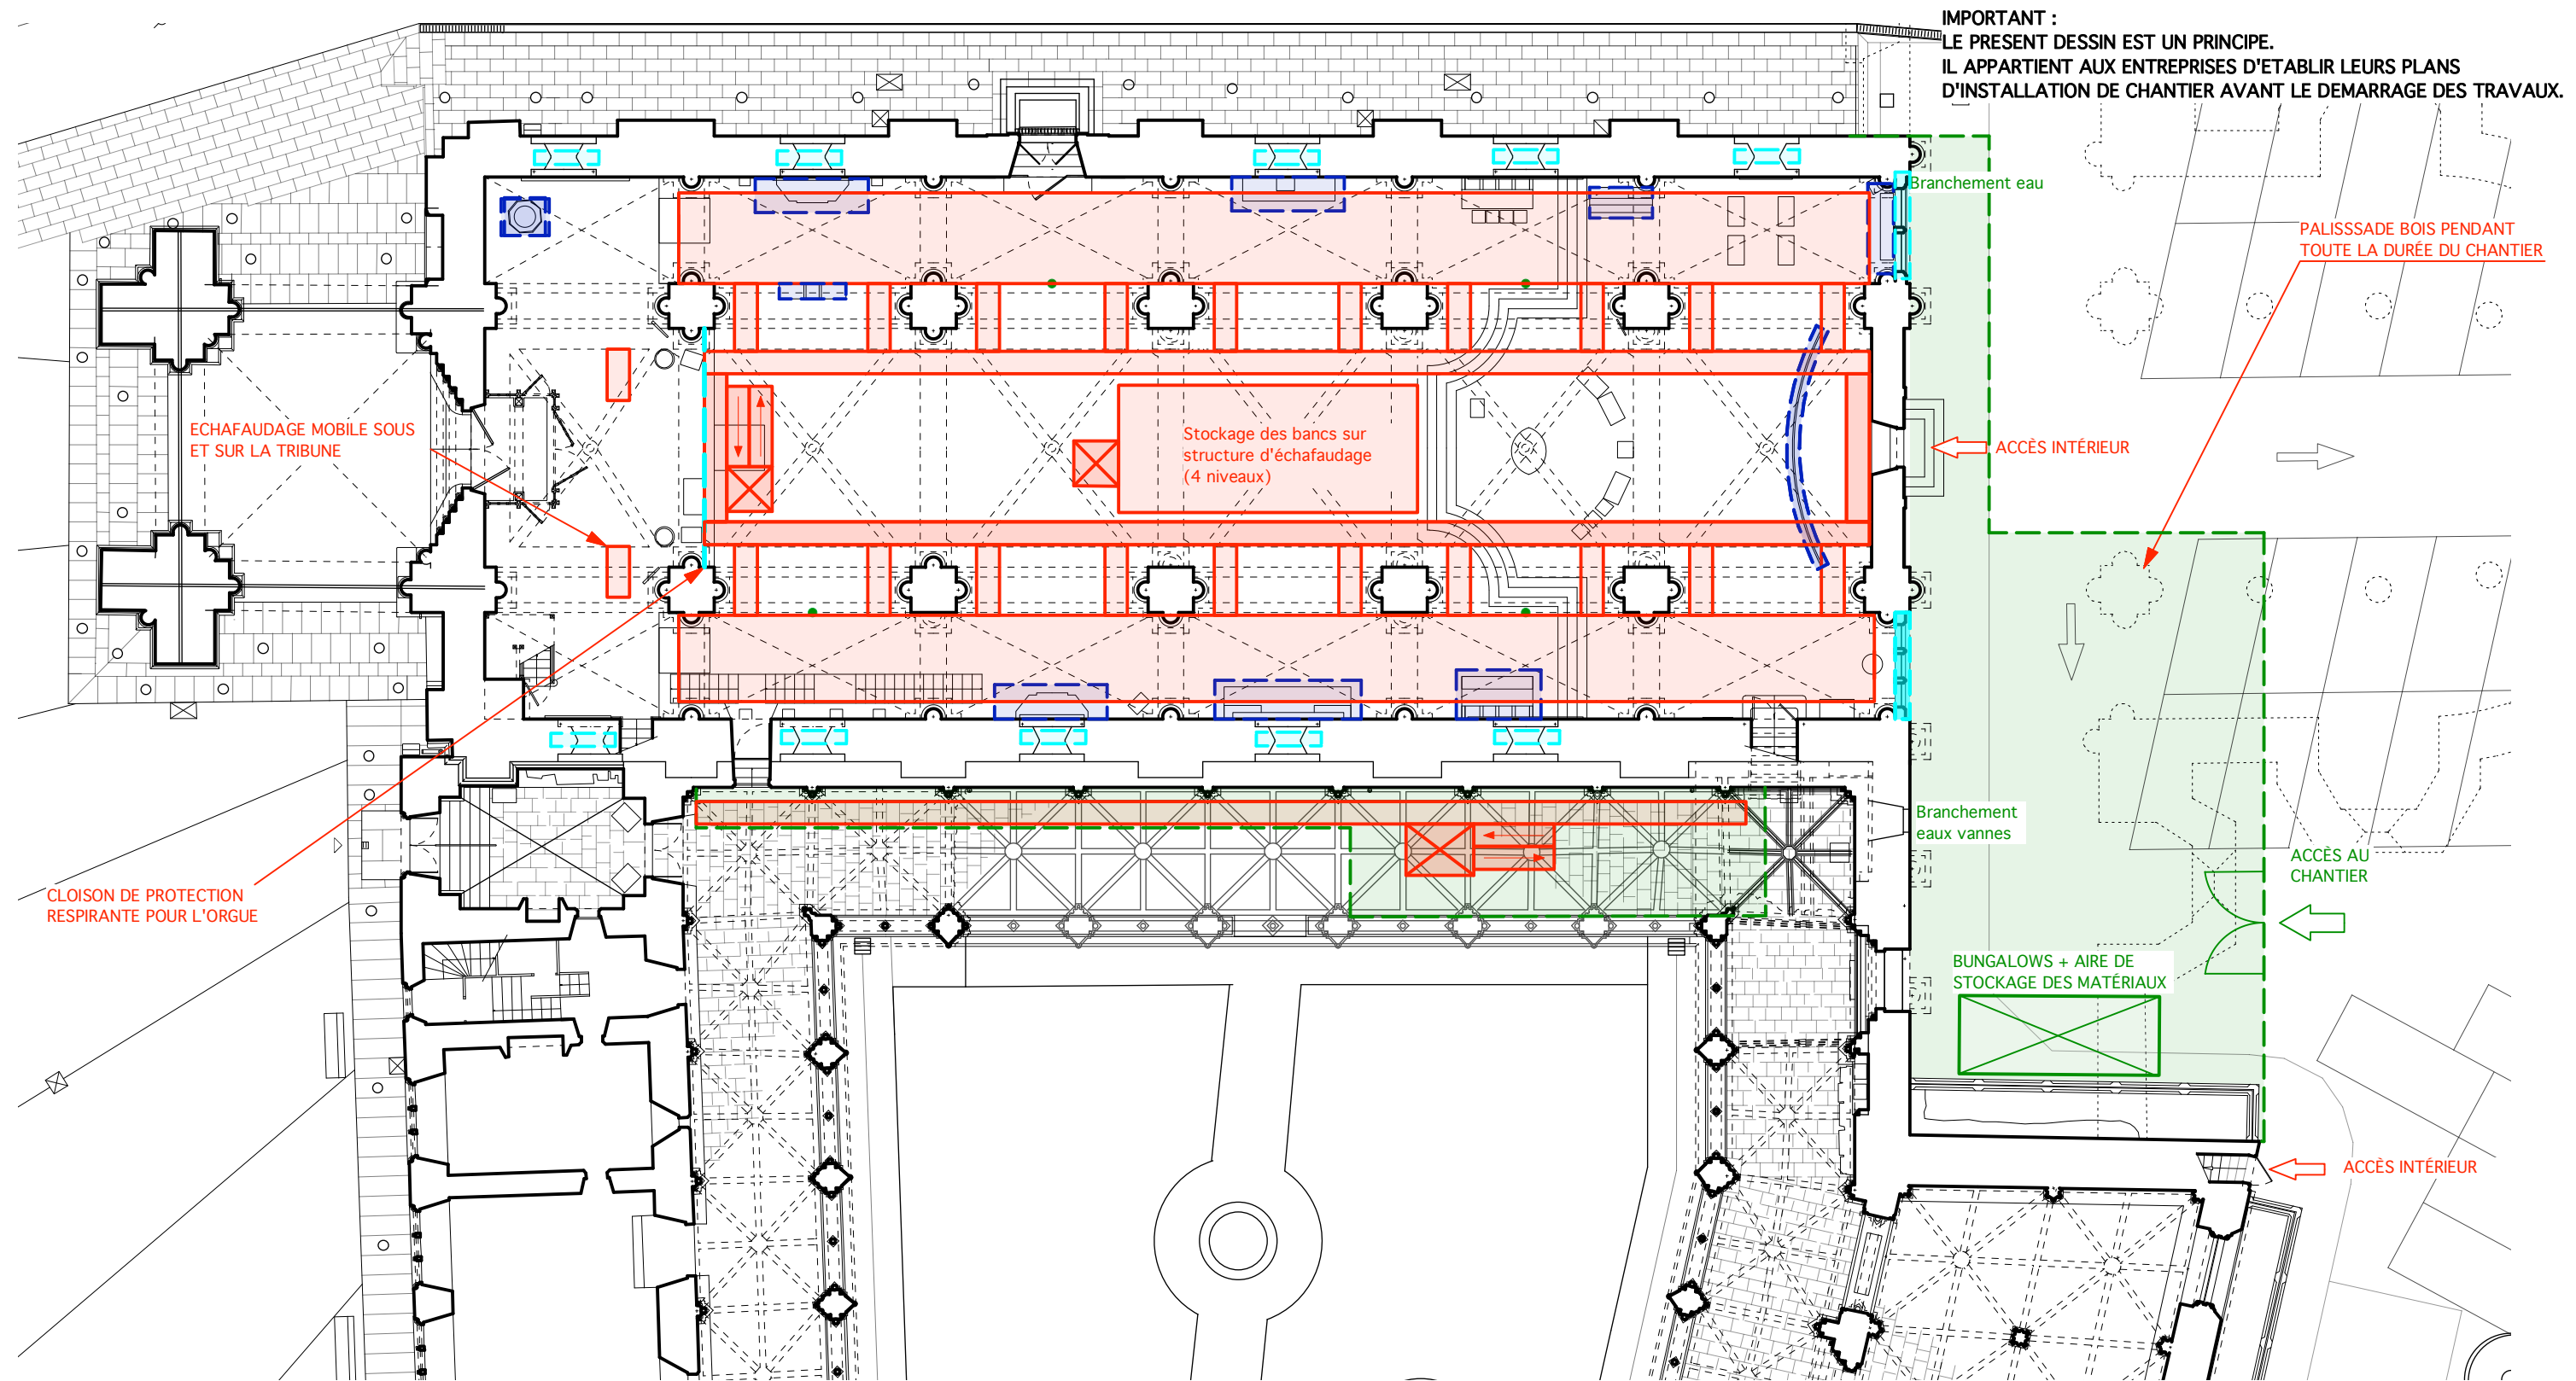 IMPORTANT :
LE PRESENT DESSIN EST UN PRINCIPE.
IL APPARTIENT AUX ENTREPRISES D'ETABLIR LEURS PLANS
D'INSTALLATION DE CHANTIER AVANT LE DEMARRAGE DES TRAVAUX.
Branchement eau
PALISSSADE BOIS PENDANT
TOUTE LA DURÉE DU CHANTIER
ECHAFAUDAGE MOBILE SOUS
ET SUR LA TRIBUNE
Stockage des bancs sur
structure d'échafaudage
(4 niveaux)
ACCÈS INTÉRIEUR
CLOISON DE PROTECTION
RESPIRANTE POUR L'ORGUE
Branchement
eaux vannes
ACCÈS AU
CHANTIER
BUNGALOWS + AIRE DE
STOCKAGE DES MATÉRIAUX
ACCÈS INTÉRIEUR